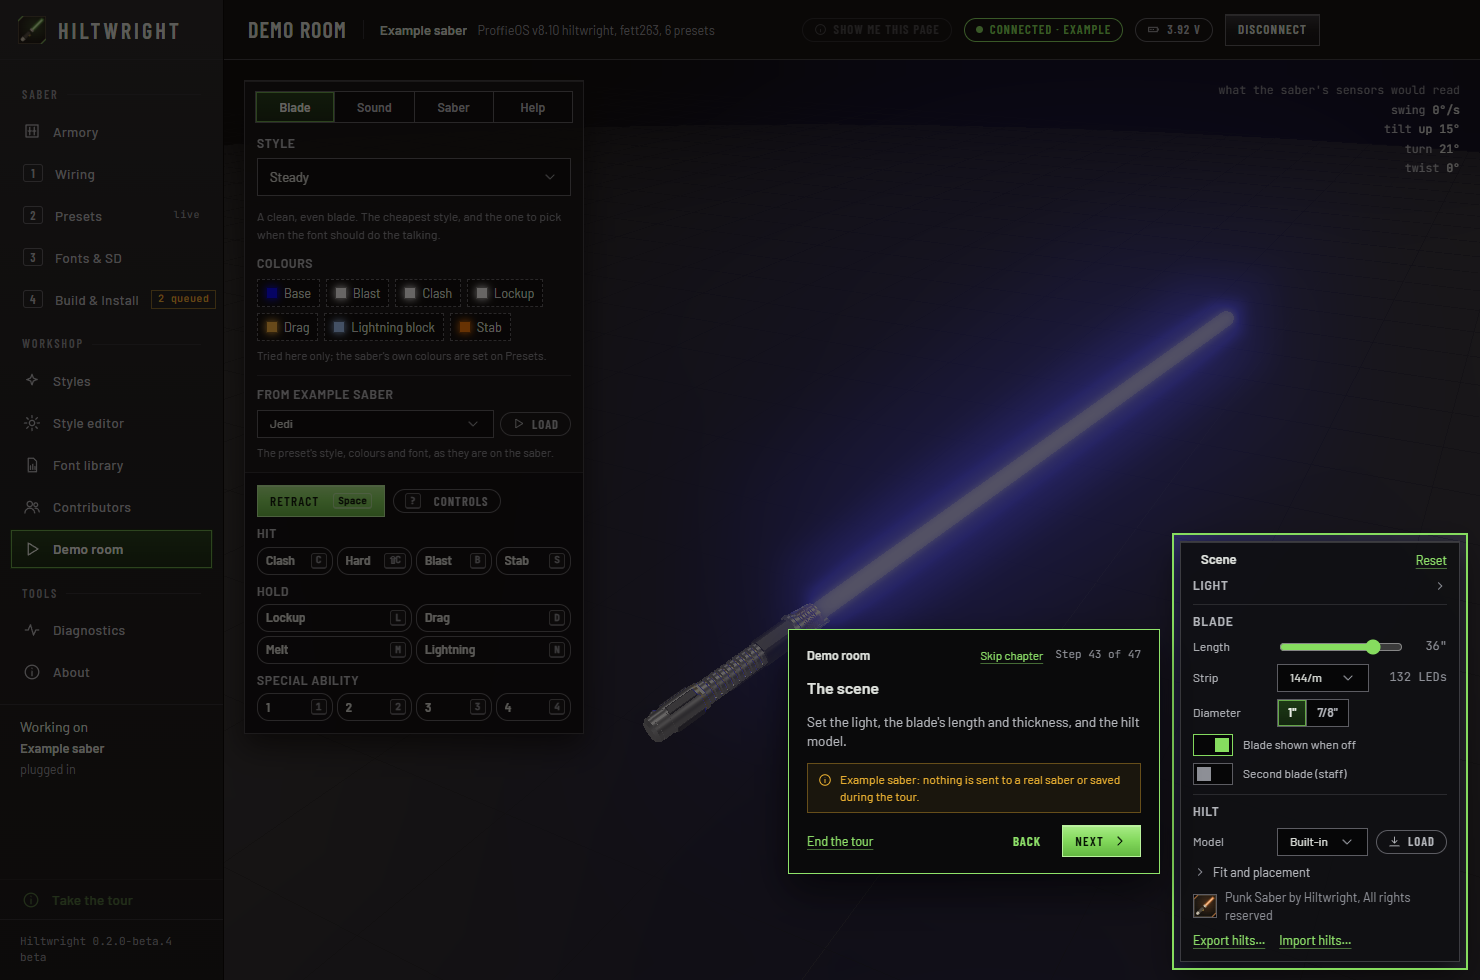 HILTWRIGHT
DEMO ROOM
Example saber ProffieOS v8.10 hiltwright, fett263, 6 presets
SHOW ME THIS PAGE
CONNECTED · EXAMPLE
3.92 V
DISCONNECT
SABER
Armory
1 Wiring
2 Presets live
3 Fonts & SD
4 Build & Install 2 queued
WORKSHOP
Styles
Style editor
Font library
Contributors
Demo room
TOOLS
Diagnostics
About
Working on
Example saber
plugged in
Take the tour
Hiltwright 0.2.0-beta.4
beta
Blade Sound Saber Help
STYLE
Steady
A clean, even blade. The cheapest style, and the one to pick
when the font should do the talking.
COLOURS
Base Blast Clash Lockup
Drag Lightning block Stab
Tried here only; the saber's own colours are set on Presets.
FROM EXAMPLE SABER
Jedi LOAD
The preset's style, colours and font, as they are on the saber.
RETRACT Space ? CONTROLS
HIT
Clash C Hard ⇧C Blast B Stab S
HOLD
Lockup L Drag D
Melt M Lightning N
SPECIAL ABILITY
1 1 2 2 3 3 4 4
what the saber's sensors would read
swing 0°/s
tilt up 15°
turn 21°
twist 0°
Demo room Skip chapter Step 43 of 47
The scene
Set the light, the blade's length and thickness, and the hilt
model.
Example saber: nothing is sent to a real saber or saved
during the tour.
End the tour BACK NEXT
Scene Reset
LIGHT
BLADE
Length 36"
Strip 144/m 132 LEDs
Diameter 1" 7/8"
Blade shown when off
Second blade (staff)
HILT
Model Built-in LOAD
Fit and placement
Punk Saber by Hiltwright, All rights
reserved
Export hilts... Import hilts...